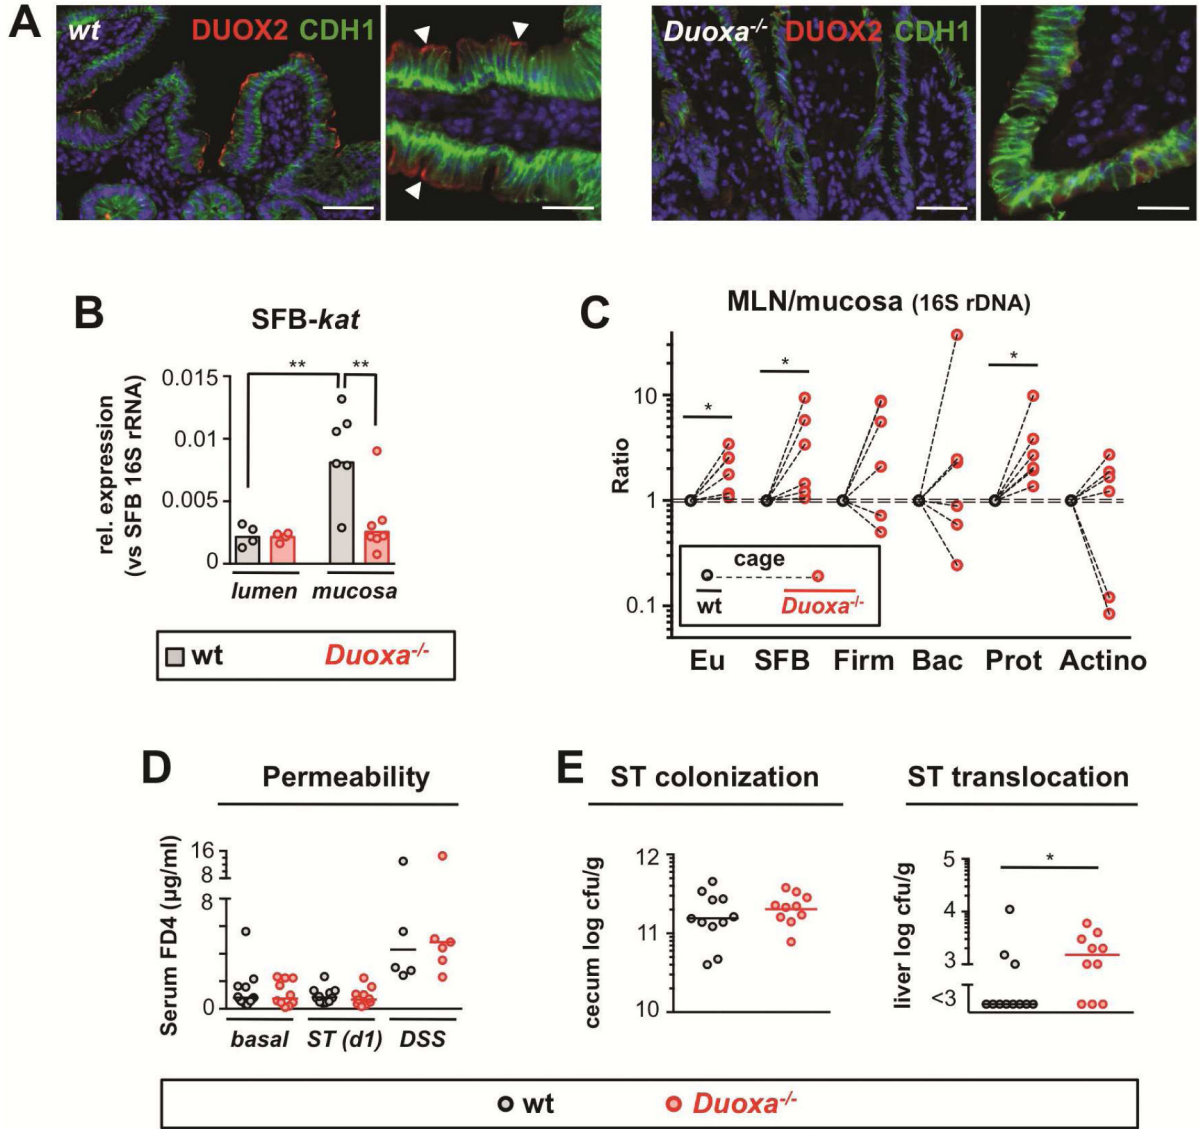 A
wt DUOX2 CDH1
Duoxa-/- DUOX2 CDH1
B
SFB-kat
rel. expression
(vs SFB 16S rRNA)
0.015
0.01
0.005
0
** **
lumen mucosa
wt Duoxa-/-
C
MLN/mucosa (16S rDNA)
Ratio
10
1
0.1
* * *
cage
wt Duoxa-/-
Eu SFB Firm Bac Prot Actino
D
Permeability
Serum FD4 (µg/ml)
16
8
8
0
basal ST (d1) DSS
E
ST colonization
cecum log cfu/g
12
11
10
ST translocation
liver log cfu/g
5
4
3
<3
*
wt Duoxa-/-